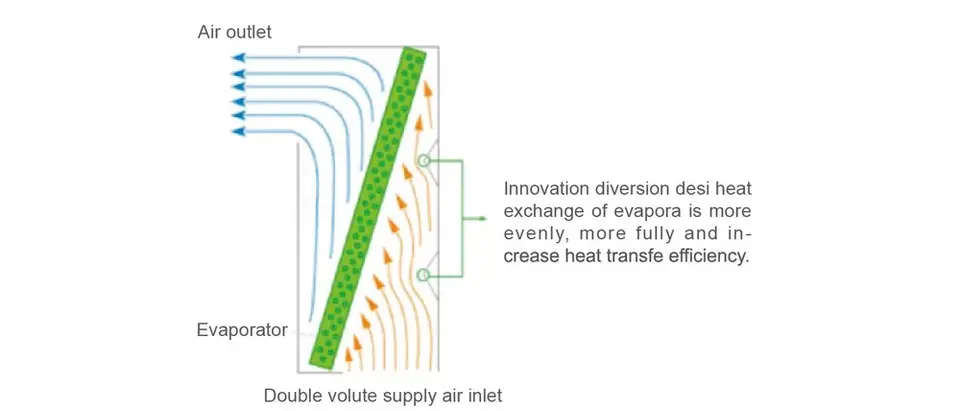 Air outlet
Innovation diversion desi heat
exchange of evapora is more
evenly, more fully and in-
crease heat transfe efficiency.
Evaporator
Double volute supply air inlet